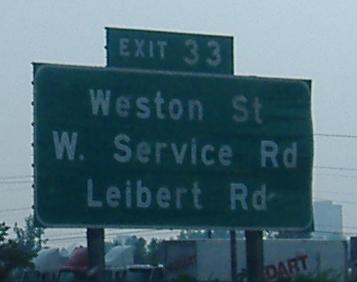 EXIT 33
Weston St
W. Service Rd
Leibert Rd
DART